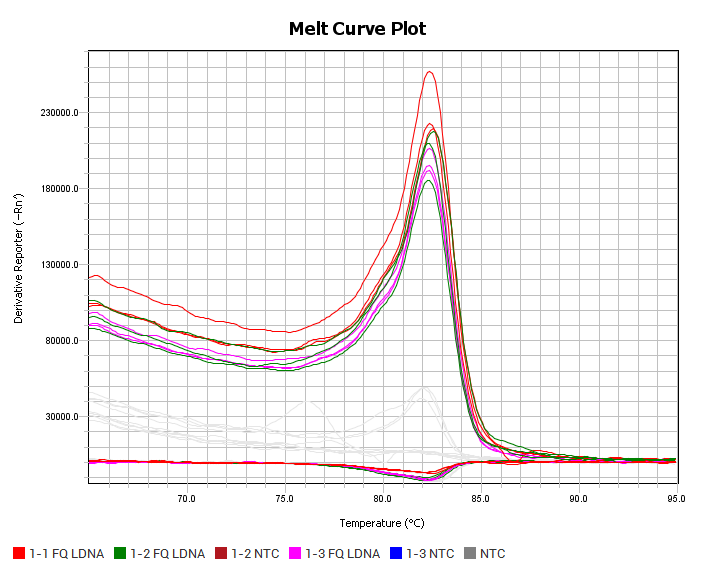 Melt Curve Plot
Derivative Reporter (-Rn')
230000.0
180000.0
130000.0
80000.0
30000.0
70.0 75.0 80.0 85.0 90.0 95.0
Temperature (°C)
1-1 FQ LDNA 1-2 FQ LDNA 1-2 NTC 1-3 FQ LDNA 1-3 NTC NTC